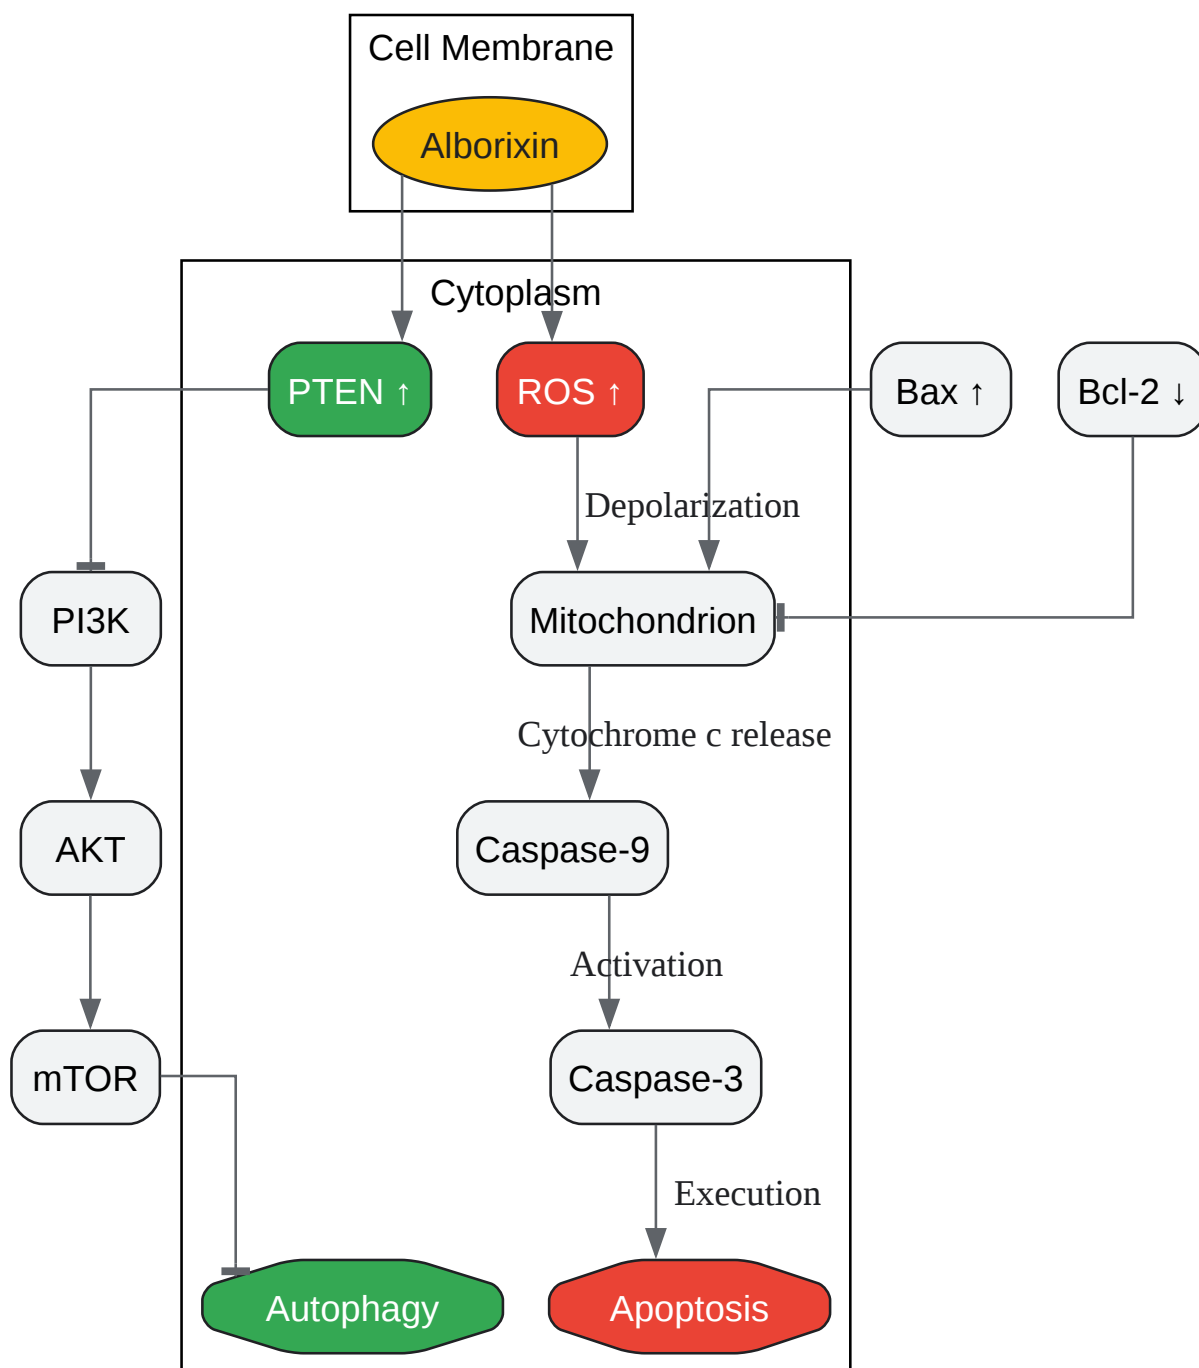 Cell Membrane
Alborixin
Cytoplasm
PTEN ↑
ROS ↑
Bax ↑
Bcl-2 ↓
Depolarization
PI3K
Mitochondrion
Cytochrome c release
AKT
Caspase-9
Activation
mTOR
Caspase-3
Execution
Autophagy
Apoptosis